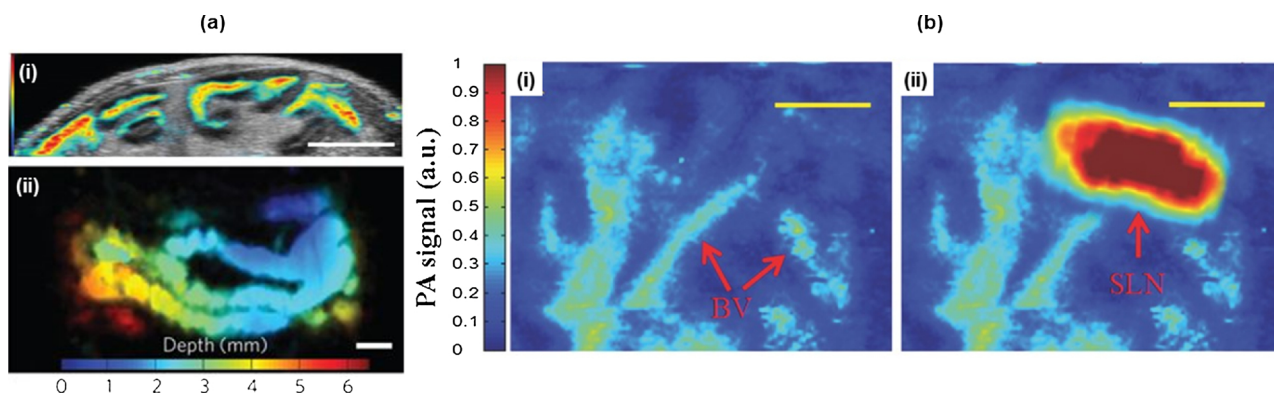 (a)
(b)
(i)
(ii)
Depth (mm)
0 1 2 3 4 5 6
PA signal (a.u.)
1
0.9
0.8
0.7
0.6
0.5
0.4
0.3
0.2
0.1
0
(i)
BV
(ii)
SLN